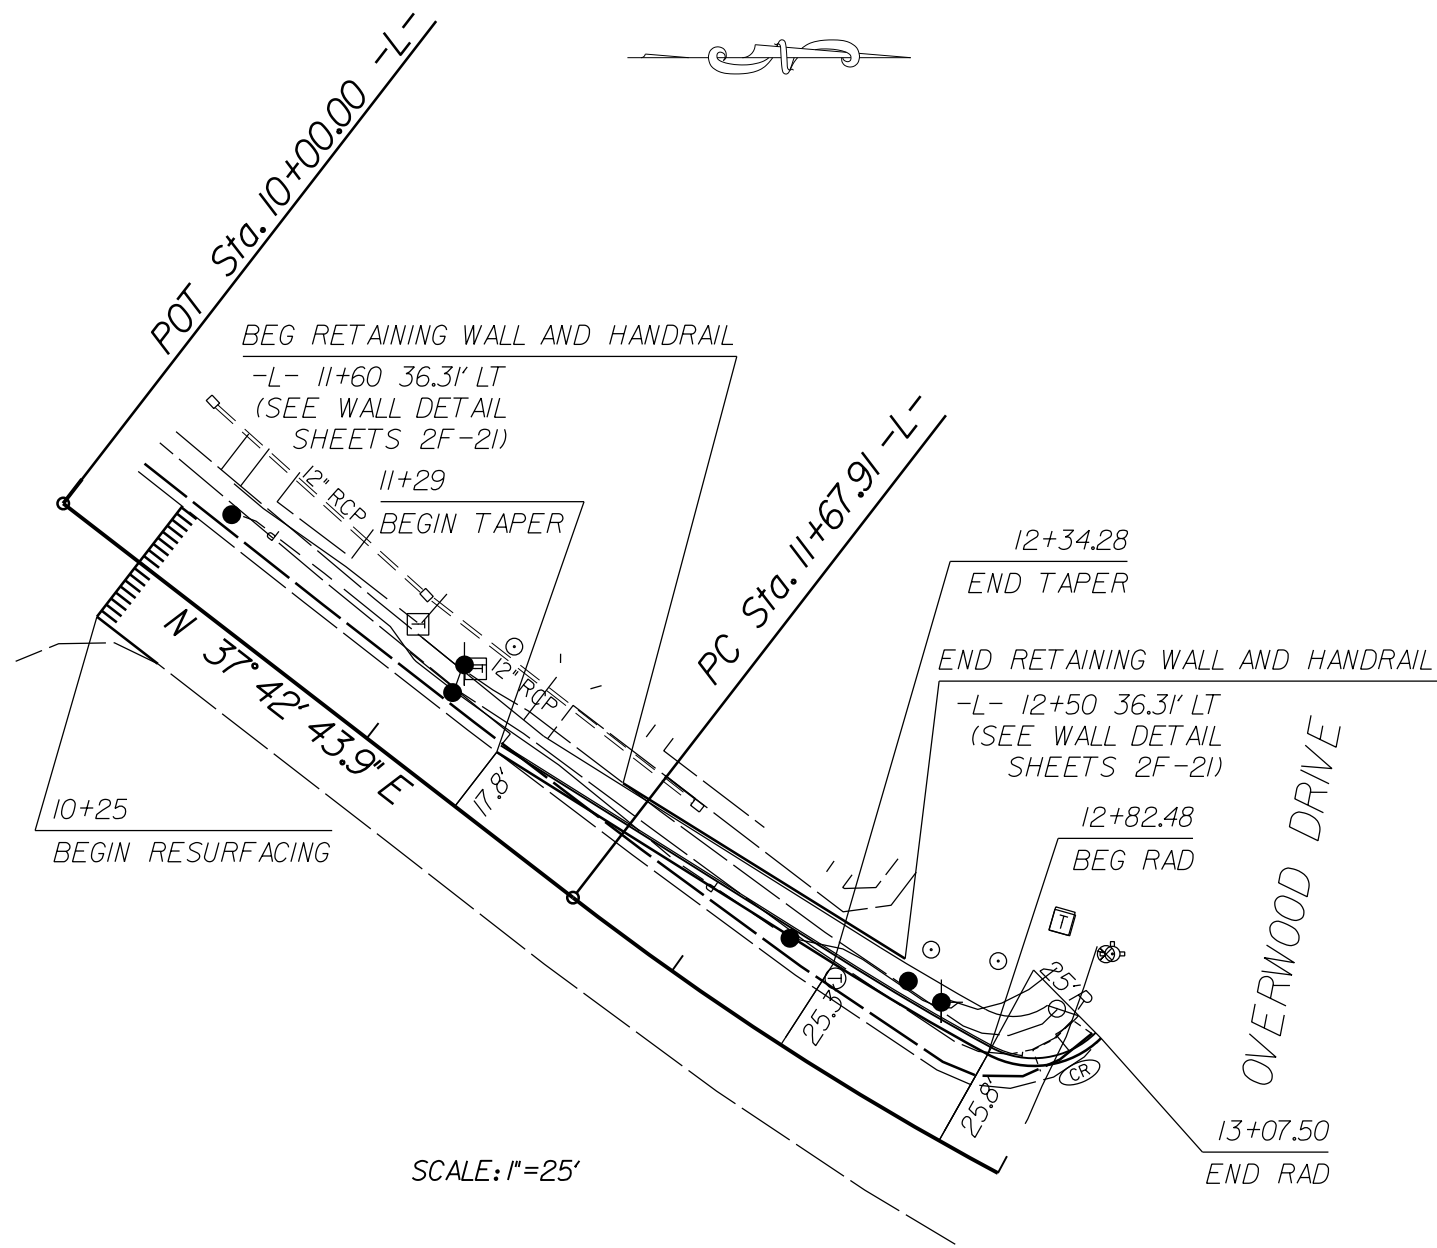 POT Sta. 10+00.00 -L-
BEG RETAINING WALL AND HANDRAIL
-L- 11+60 36.31' LT
(SEE WALL DETAIL
SHEETS 2F-21)
12" RCP
11+29
BEGIN TAPER
PC Sta. 11+67.91 -L-
12+34.28
END TAPER
N 37° 42' 43.9" E
T
T
12" RCP
END RETAINING WALL AND HANDRAIL
-L- 12+50 36.31' LT
(SEE WALL DETAIL
SHEETS 2F-21)
17.8'
10+25
BEGIN RESURFACING
12+82.48
BEG RAD
OVERWOOD DRIVE
T
25' R
T
25.3'
CR
25.8'
13+07.50
END RAD
SCALE: 1"=25'